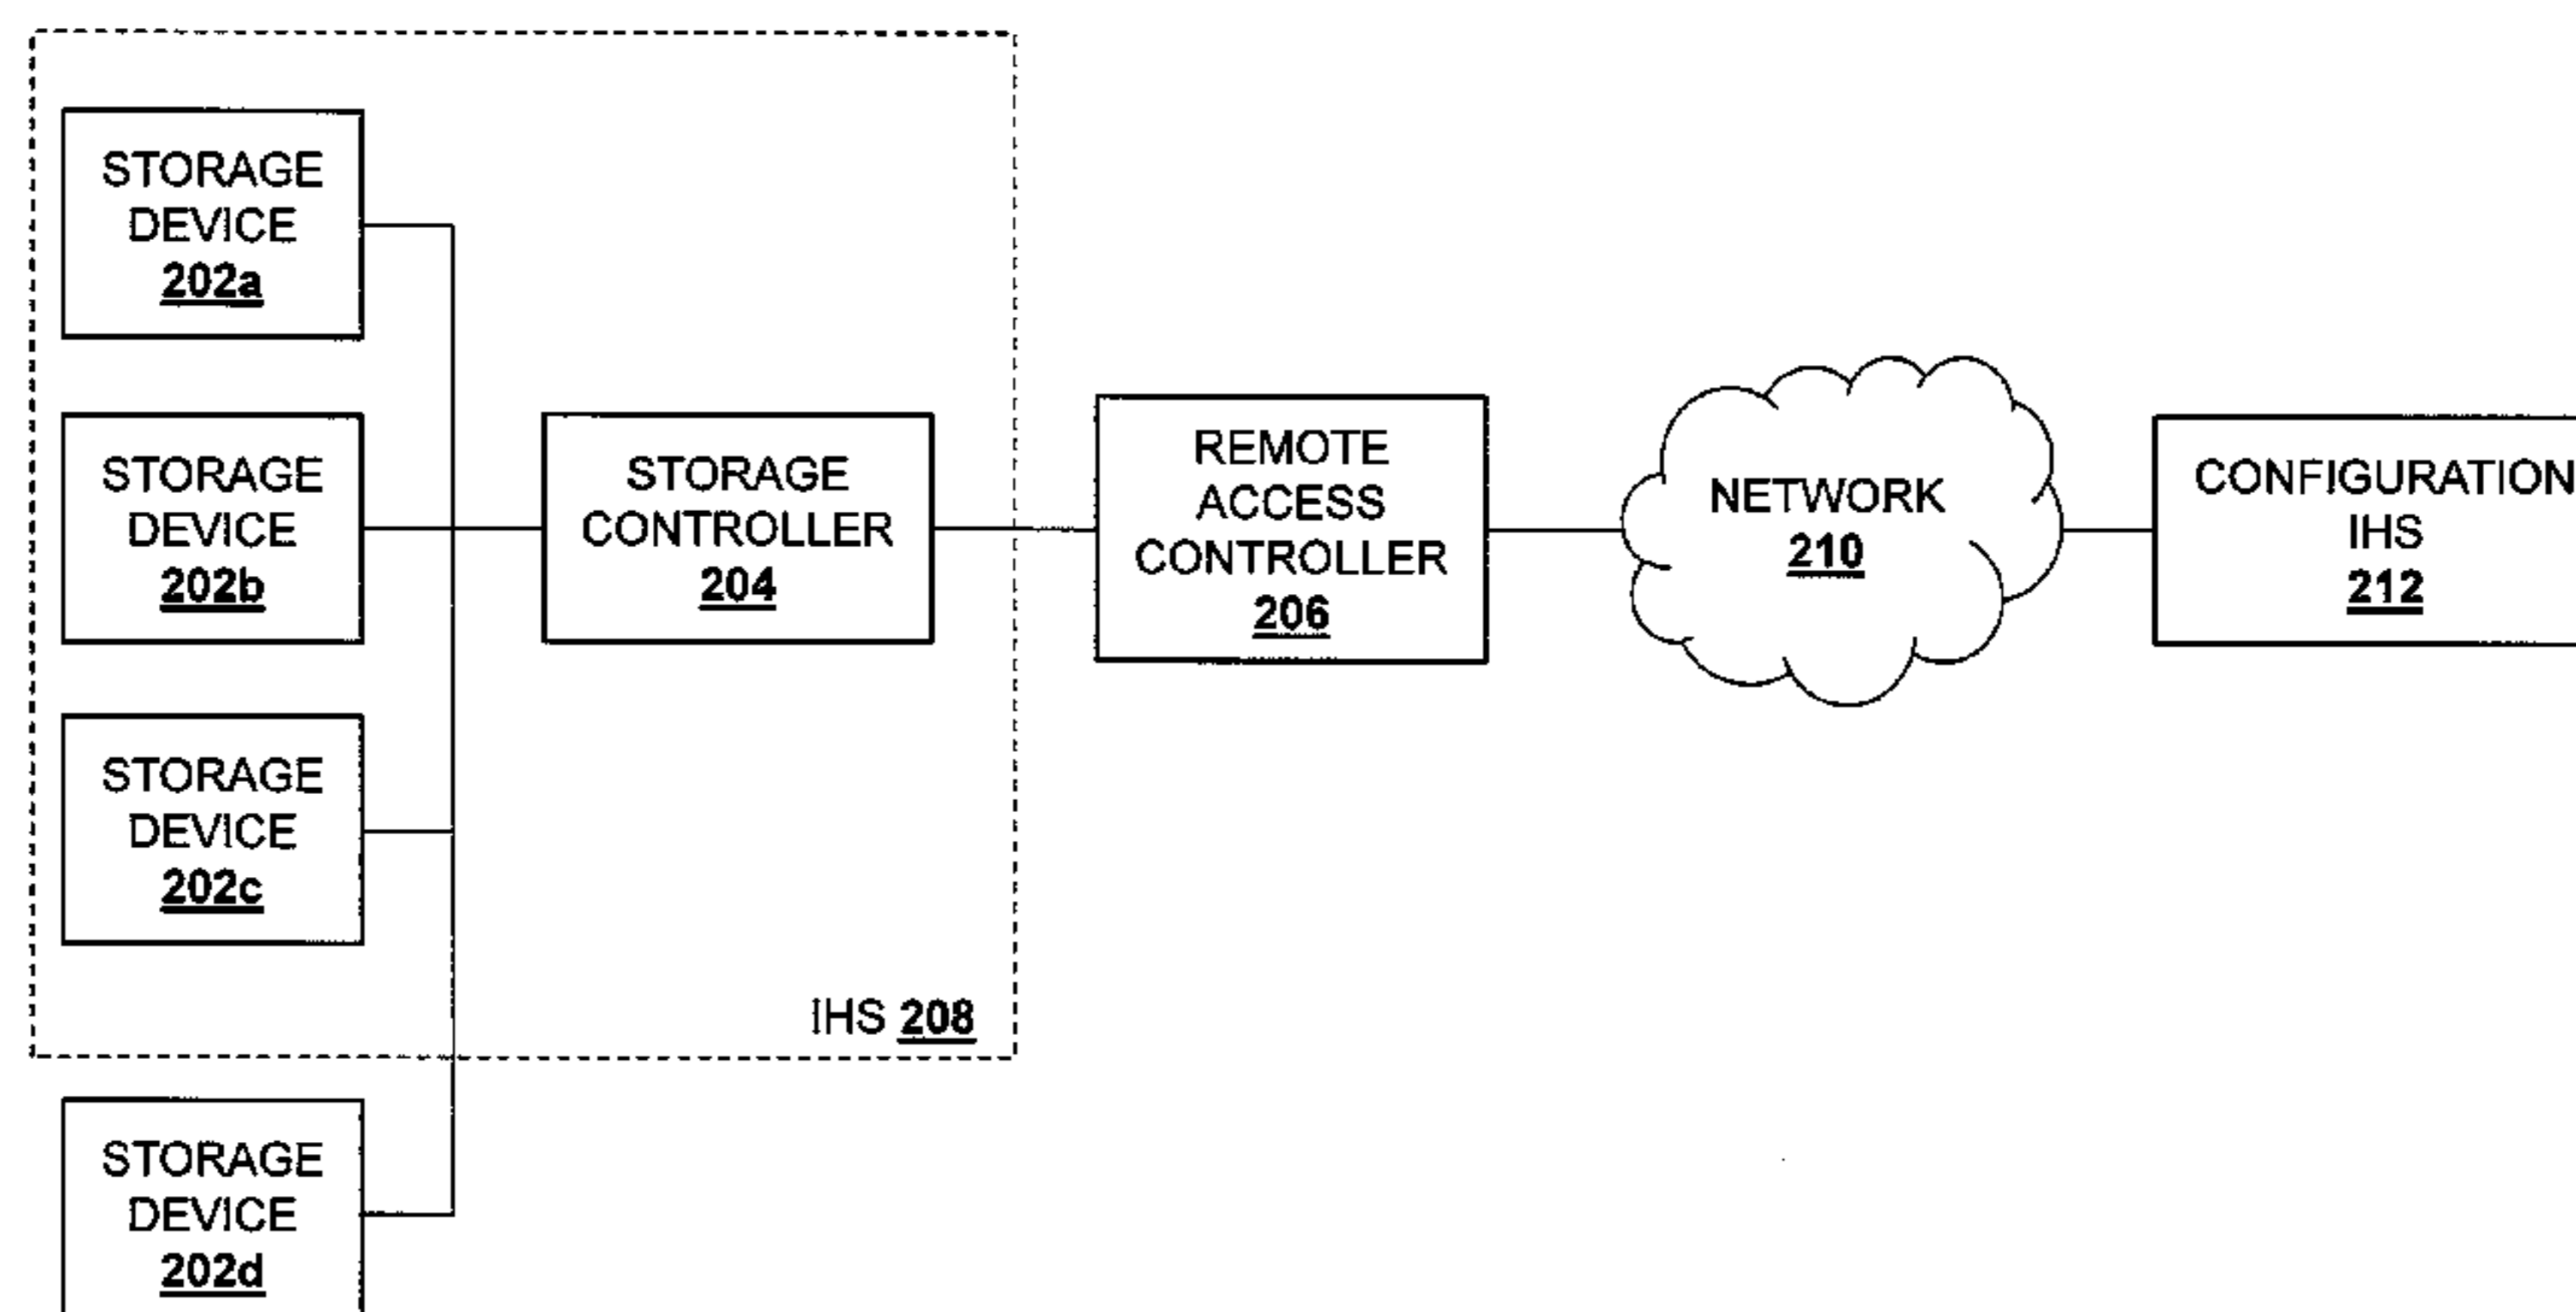 STORAGE
DEVICE
202a
STORAGE
DEVICE
202b
STORAGE
CONTROLLER
204
REMOTE
ACCESS
CONTROLLER
206
NETWORK
210
CONFIGURATION
IHS
212
STORAGE
DEVICE
202c
IHS 208
STORAGE
DEVICE
202d